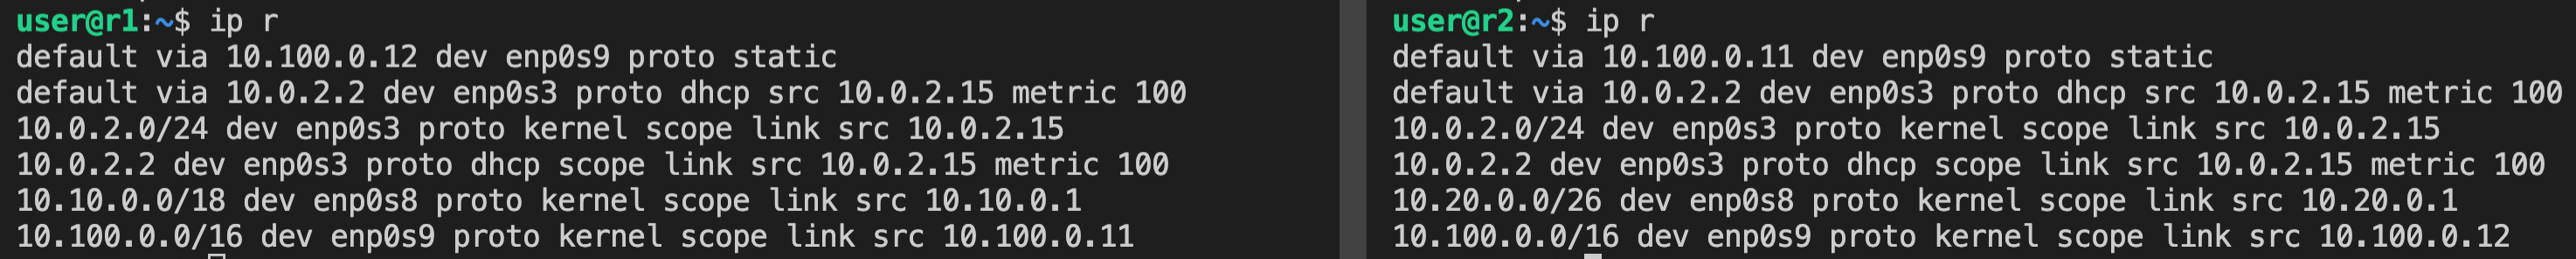 user@r1:~$ ip r
default via 10.100.0.12 dev enp0s9 proto static
default via 10.0.2.2 dev enp0s3 proto dhcp src 10.0.2.15 metric 100
10.0.2.0/24 dev enp0s3 proto kernel scope link src 10.0.2.15
10.0.2.2 dev enp0s3 proto dhcp scope link src 10.0.2.15 metric 100
10.10.0.0/18 dev enp0s8 proto kernel scope link src 10.10.0.1
10.100.0.0/16 dev enp0s9 proto kernel scope link src 10.100.0.11
user@r2:~$ ip r
default via 10.100.0.11 dev enp0s9 proto static
default via 10.0.2.2 dev enp0s3 proto dhcp src 10.0.2.15 metric 100
10.0.2.0/24 dev enp0s3 proto kernel scope link src 10.0.2.15
10.0.2.2 dev enp0s3 proto dhcp scope link src 10.0.2.15 metric 100
10.20.0.0/26 dev enp0s8 proto kernel scope link src 10.20.0.1
10.100.0.0/16 dev enp0s9 proto kernel scope link src 10.100.0.12